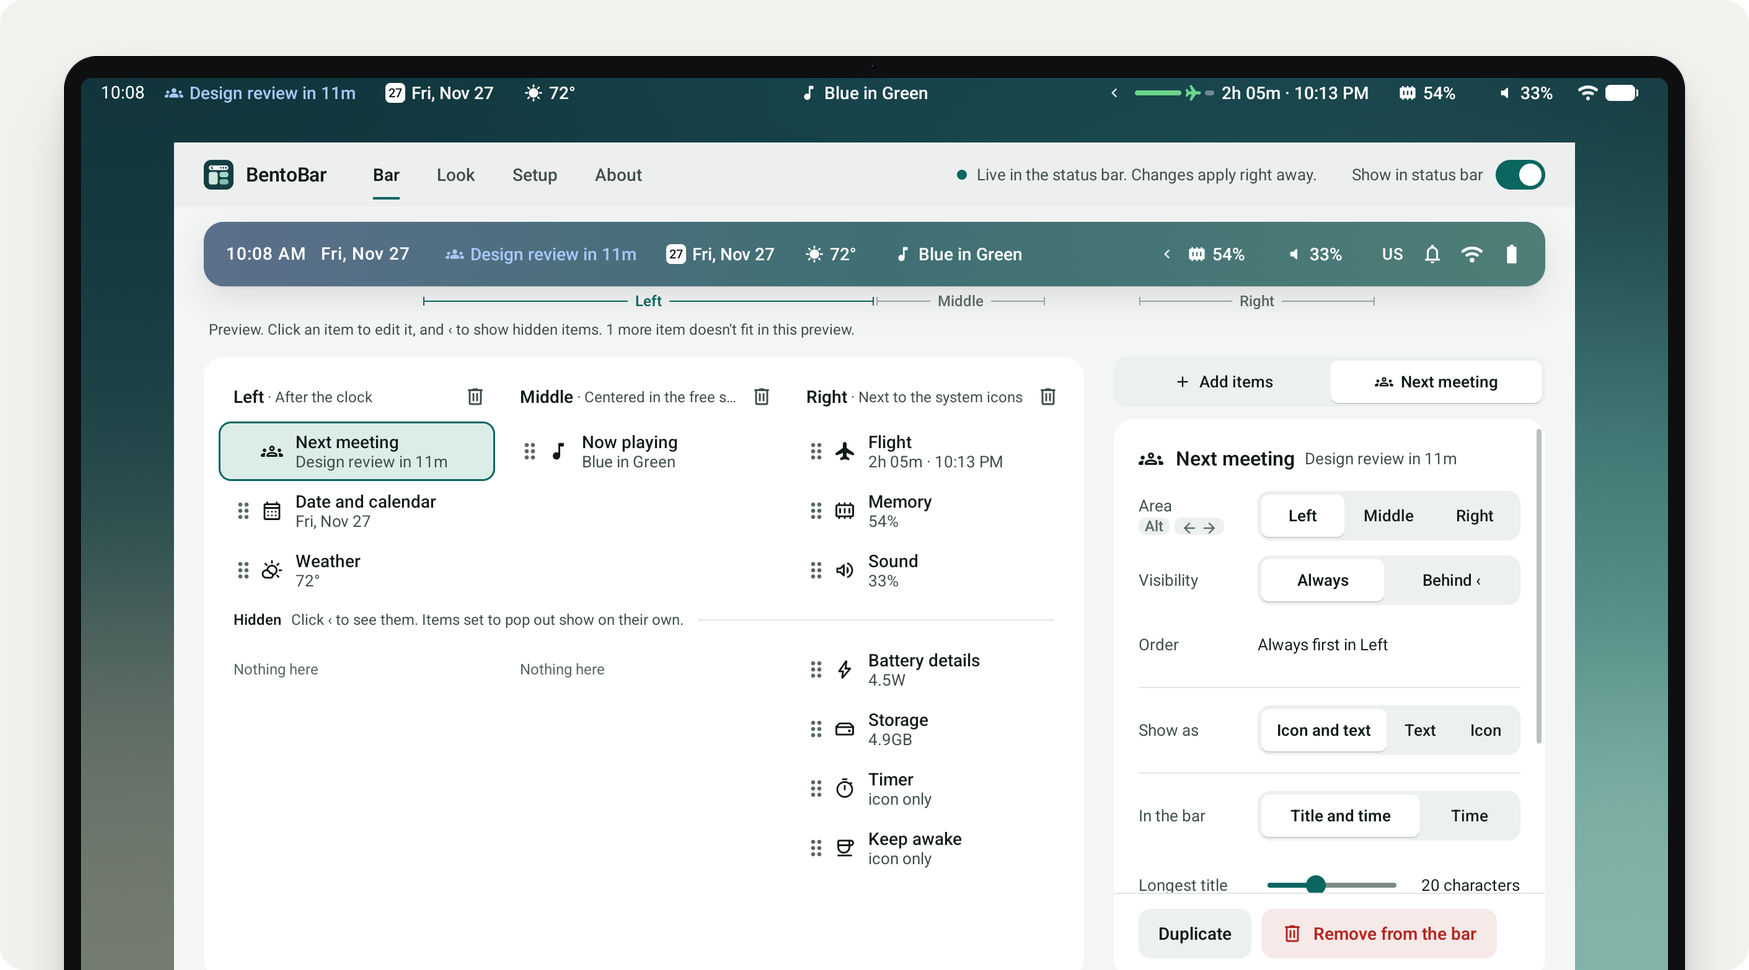 10:08 Design review in 11m 27 Fri, Nov 27 72° Blue in Green ‹ 2h 05m · 10:13 PM 54% 33%
BentoBar Bar Look Setup About Live in the status bar. Changes apply right away. Show in status bar
10:08 AM Fri, Nov 27 Design review in 11m 27 Fri, Nov 27 72° Blue in Green ‹ 54% 33% US
Left Middle Right
Preview. Click an item to edit it, and ‹ to show hidden items. 1 more item doesn't fit in this preview.
Left · After the clock
Next meeting
Design review in 11m
Date and calendar
Fri, Nov 27
Weather
72°
Middle · Centered in the free s...
Now playing
Blue in Green
Right · Next to the system icons
Flight
2h 05m · 10:13 PM
Memory
54%
Sound
33%
Hidden Click ‹ to see them. Items set to pop out show on their own.
Nothing here
Nothing here
Battery details
4.5W
Storage
4.9GB
Timer
icon only
Keep awake
icon only
+ Add items Next meeting
Next meeting Design review in 11m
Area
Alt ← →
Left Middle Right
Visibility Always Behind ‹
Order Always first in Left
Show as Icon and text Text Icon
In the bar Title and time Time
Longest title 20 characters
Duplicate Remove from the bar